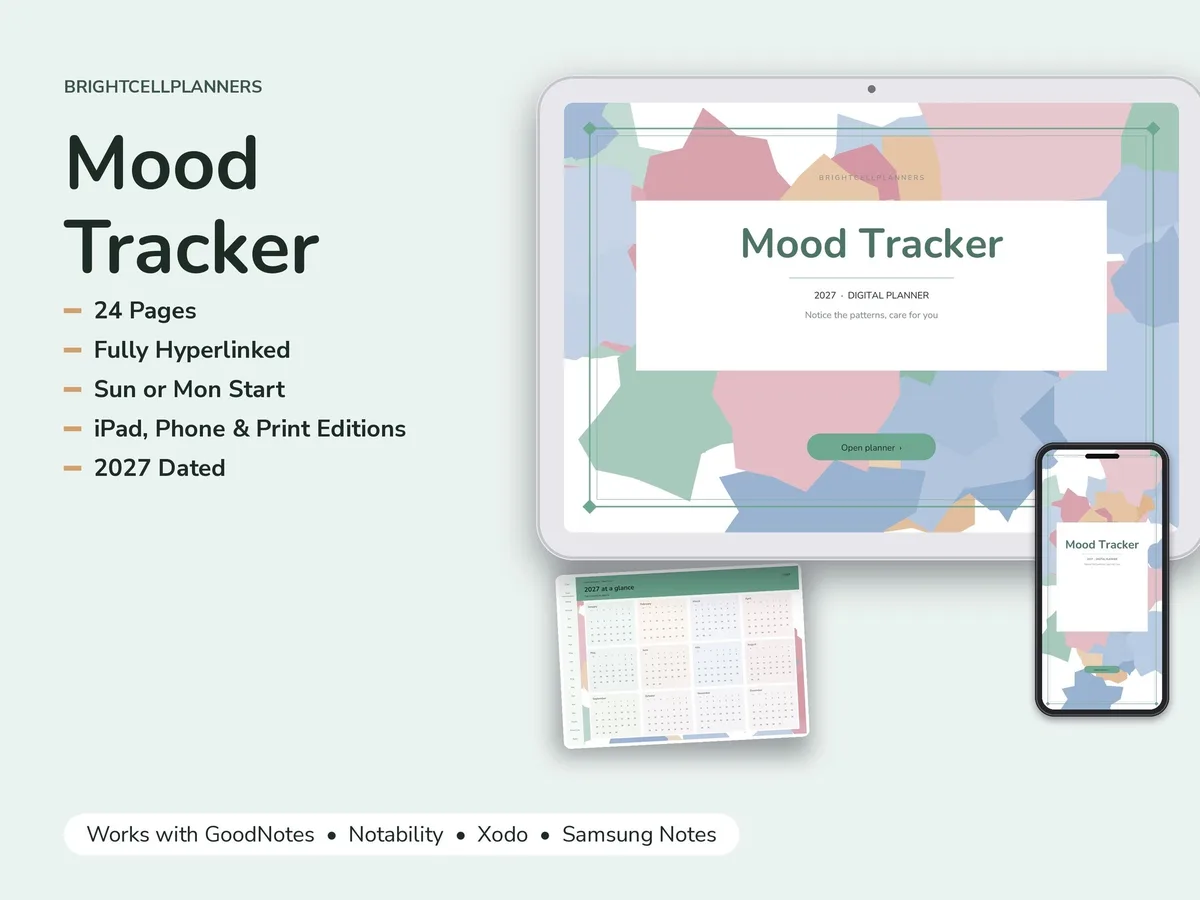 BRIGHTCELLPLANNERS
Mood
Tracker
24 Pages
Fully Hyperlinked
Sun or Mon Start
iPad, Phone & Print Editions
2027 Dated
BRIGHTCELLPLANNERS
Mood Tracker
2027 · DIGITAL PLANNER
Notice the patterns, care for you
Open planner ›
Mood Tracker
2027 at a glance
Works with GoodNotes • Notability • Xodo • Samsung Notes